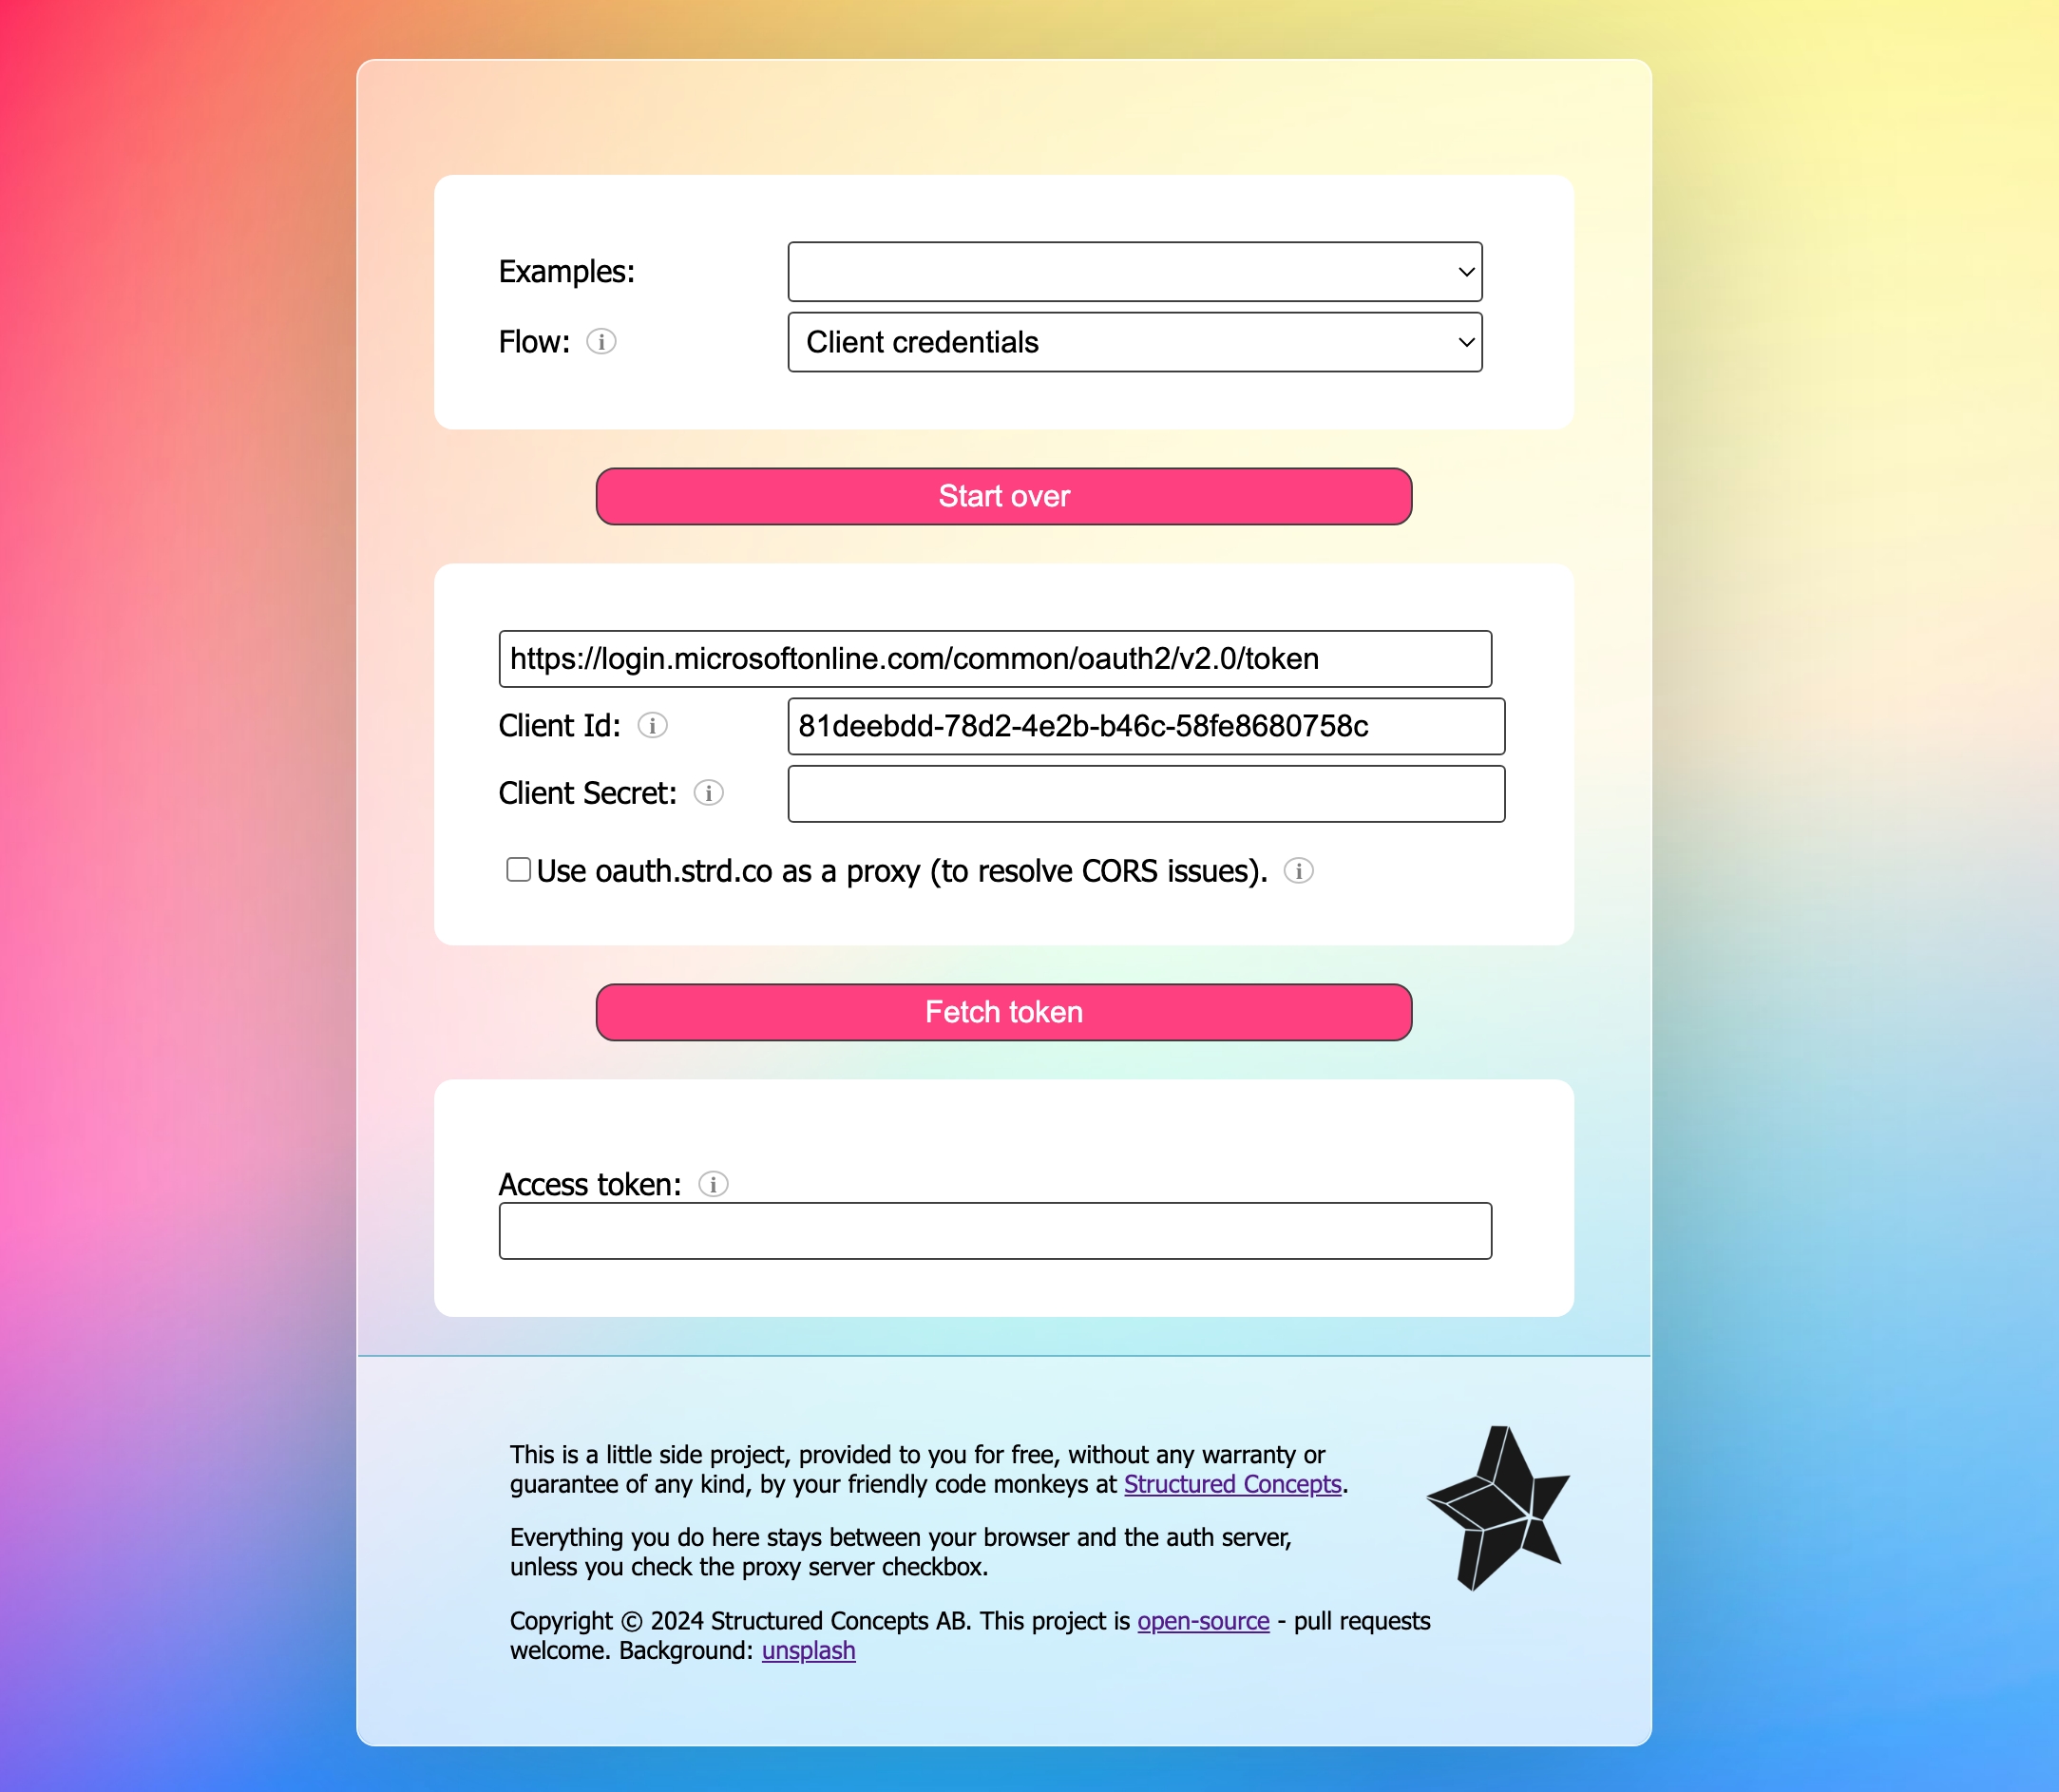 Examples:
Flow: i
Client credentials
Start over
https://login.microsoftonline.com/common/oauth2/v2.0/token
Client Id: i
81deebdd-78d2-4e2b-b46c-58fe8680758c
Client Secret: i
Use oauth.strd.co as a proxy (to resolve CORS issues). i
Fetch token
Access token: i
This is a little side project, provided to you for free, without any warranty or
guarantee of any kind, by your friendly code monkeys at Structured Concepts.
Everything you do here stays between your browser and the auth server,
unless you check the proxy server checkbox.
Copyright © 2024 Structured Concepts AB. This project is open-source - pull requests
welcome. Background: unsplash